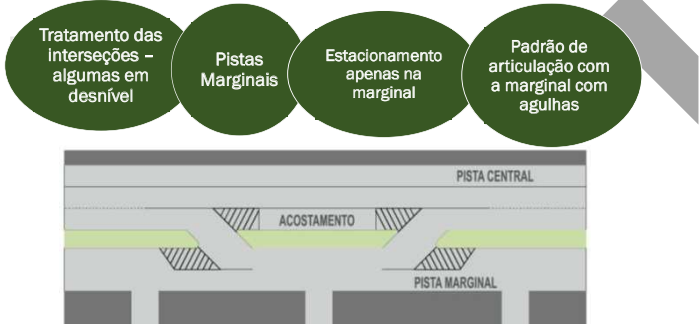 Tratamento das
interseções –
algumas em
desnível
Pistas
Marginais
Estacionamento
apenas na
marginal
Padrão de
articulação com
a marginal com
agulhas
PISTA CENTRAL
ACOSTAMENTO
PISTA MARGINAL